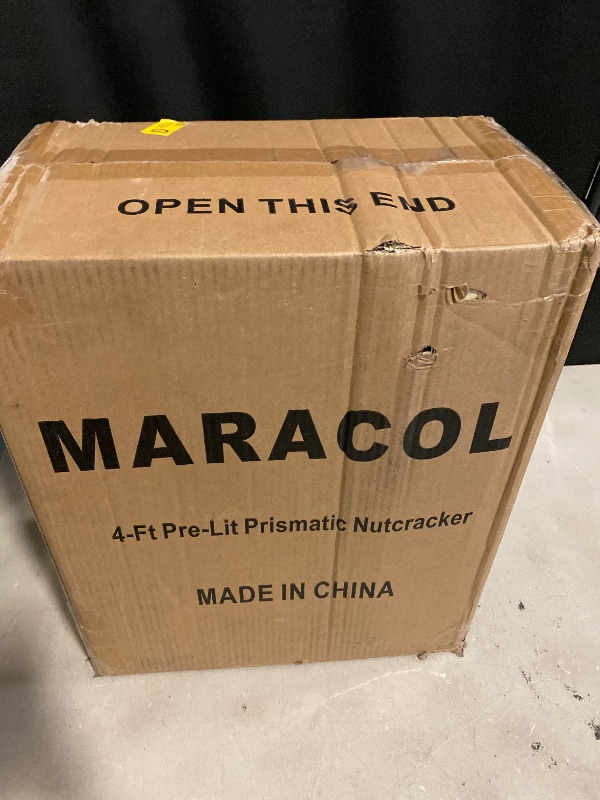 OPEN THIS END
MARACOL
4-Ft Pre-Lit Prismatic Nutcracker
MADE IN CHINA